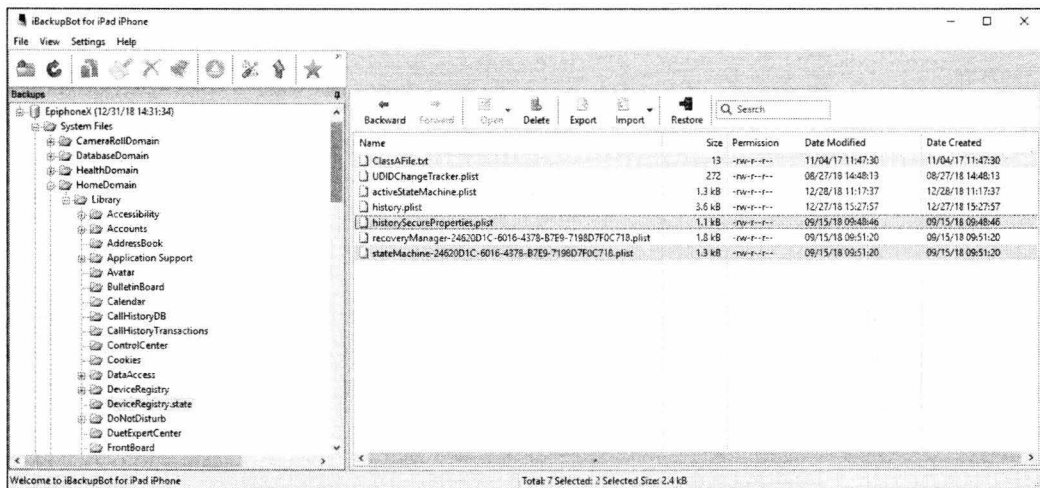 iBackupBot for iPad iPhone
File View Settings Help
Backups
EpiphoneX (12/31/18 14:31:34)
System Files
CameraRollDomain
DatabaseDomain
HealthDomain
HomeDomain
Library
Accessibility
Accounts
AddressBook
Application Support
Avatar
BulletinBoard
Calendar
CallHistoryDB
CallHistoryTransactions
ControlCenter
Cookies
DataAccess
DeviceRegistry
DeviceRegistry.state
DoNotDisturb
DuetExpertCenter
FrontBoard
Backward Forward Open Delete Export Import Restore Search
Name Size Permission Date Modified Date Created
ClassAFile.txt 13 -rw-r--r-- 11/04/17 11:47:30 11/04/17 11:47:30
UDIDChangeTracker.plist 272 -rw-r--r-- 08/27/18 14:48:13 08/27/18 14:48:13
activeStateMachine.plist 1.3 kB -rw-r--r-- 12/28/18 11:17:37 12/28/18 11:17:37
history.plist 3.6 kB -rw-r--r-- 12/27/18 15:27:57 12/27/18 15:27:57
historySecureProperties.plist 1.1 kB -rw-r--r-- 09/15/18 09:48:46 09/15/18 09:48:46
recoveryManager-24620D1C-6016-4378-B7E9-7198D7F0C718.plist 1.8 kB -rw-r--r-- 09/15/18 09:51:20 09/15/18 09:51:20
stateMachine-24620D1C-6016-4378-B7E9-7198D7F0C718.plist 1.3 kB -rw-r--r-- 09/15/18 09:51:20 09/15/18 09:51:20
Welcome to iBackupBot for iPad iPhone
Total: 7 Selected: 2 Selected Size: 2.4 kB